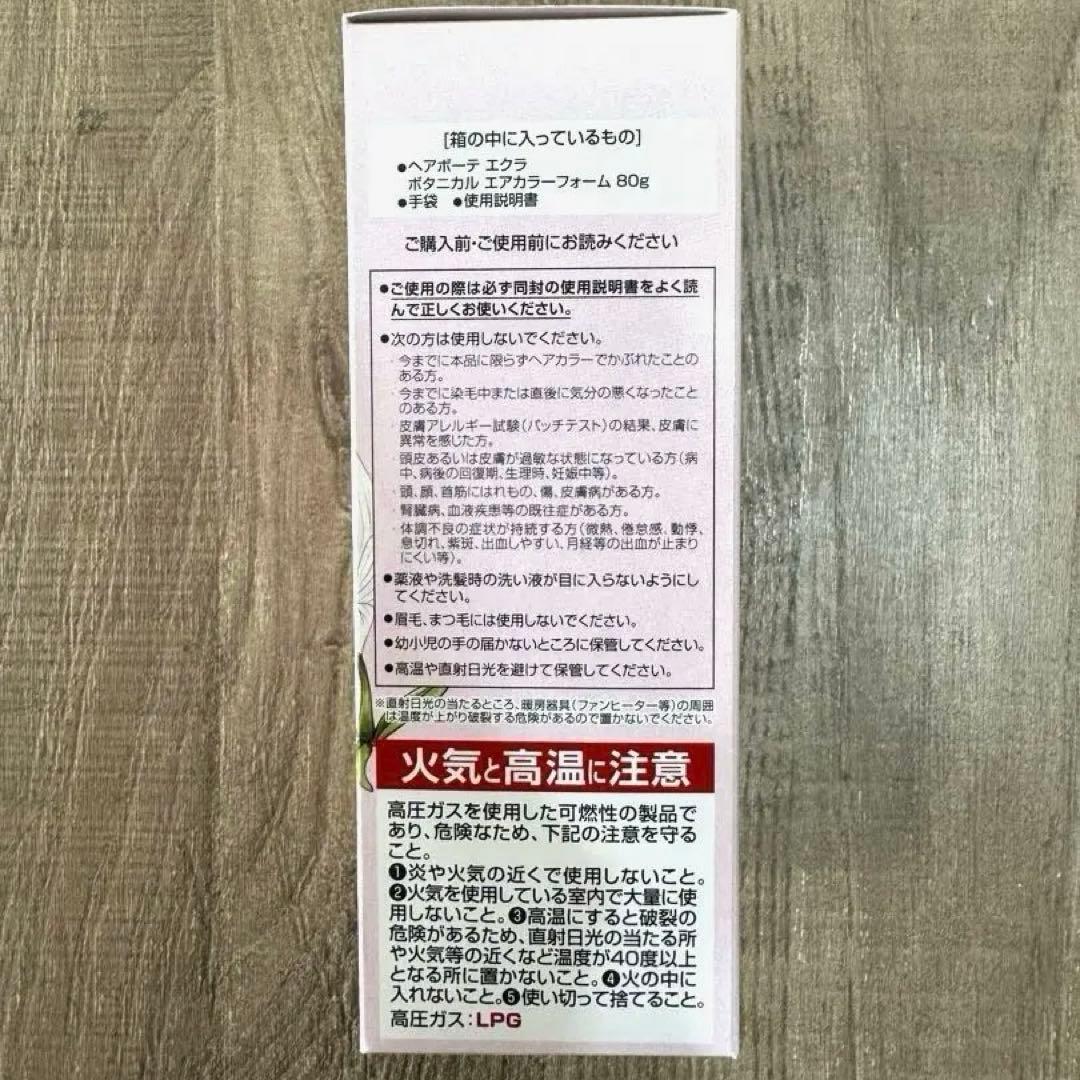 [箱の中に入っているもの]
●ヘアボーテ エクラ
ボタニカル エアカラーフォーム 80g
●手袋 ●使用説明書
ご購入前・ご使用前にお読みください
●ご使用の際は必ず同封の使用説明書をよく読
んで正しくお使いください。
●次の方は使用しないでください。
・今までに本品に限らずヘアカラーでかぶれたことの
ある方。
・今までに染毛中または直後に気分の悪くなったこと
のある方。
・皮膚アレルギー試験(パッチテスト)の結果、皮膚に
異常を感じた方。
・頭皮あるいは皮膚が過敏な状態になっている方(病
中、病後の回復期、生理時、妊娠中等)。
・頭、顔、首筋にはれもの、傷、皮膚病がある方。
・腎臓病、血液疾患等の既往症がある方。
・体調不良の症状が持続する方(微熱、倦怠感、動悸、
息切れ、紫斑、出血しやすい、月経等の出血が止まり
にくい等)。
●薬液や洗髪時の洗い液が目に入らないようにし
てください。
●眉毛、まつ毛には使用しないでください。
●幼小児の手の届かないところに保管してください。
●高温や直射日光を避けて保管してください。
※直射日光の当たるところ、暖房器具(ファンヒーター等)の周囲
は温度が上がり破裂する危険があるので置かないでください。
火気と高温に注意
高圧ガスを使用した可燃性の製品で
あり、危険なため、下記の注意を守る
こと。
❶炎や火気の近くで使用しないこと。
❷火気を使用している室内で大量に使
用しないこと。❸高温にすると破裂の
危険があるため、直射日光の当たる所
や火気等の近くなど温度が40度以上
となる所に置かないこと。❹火の中に
入れないこと。❺使い切って捨てること。
高圧ガス:LPG